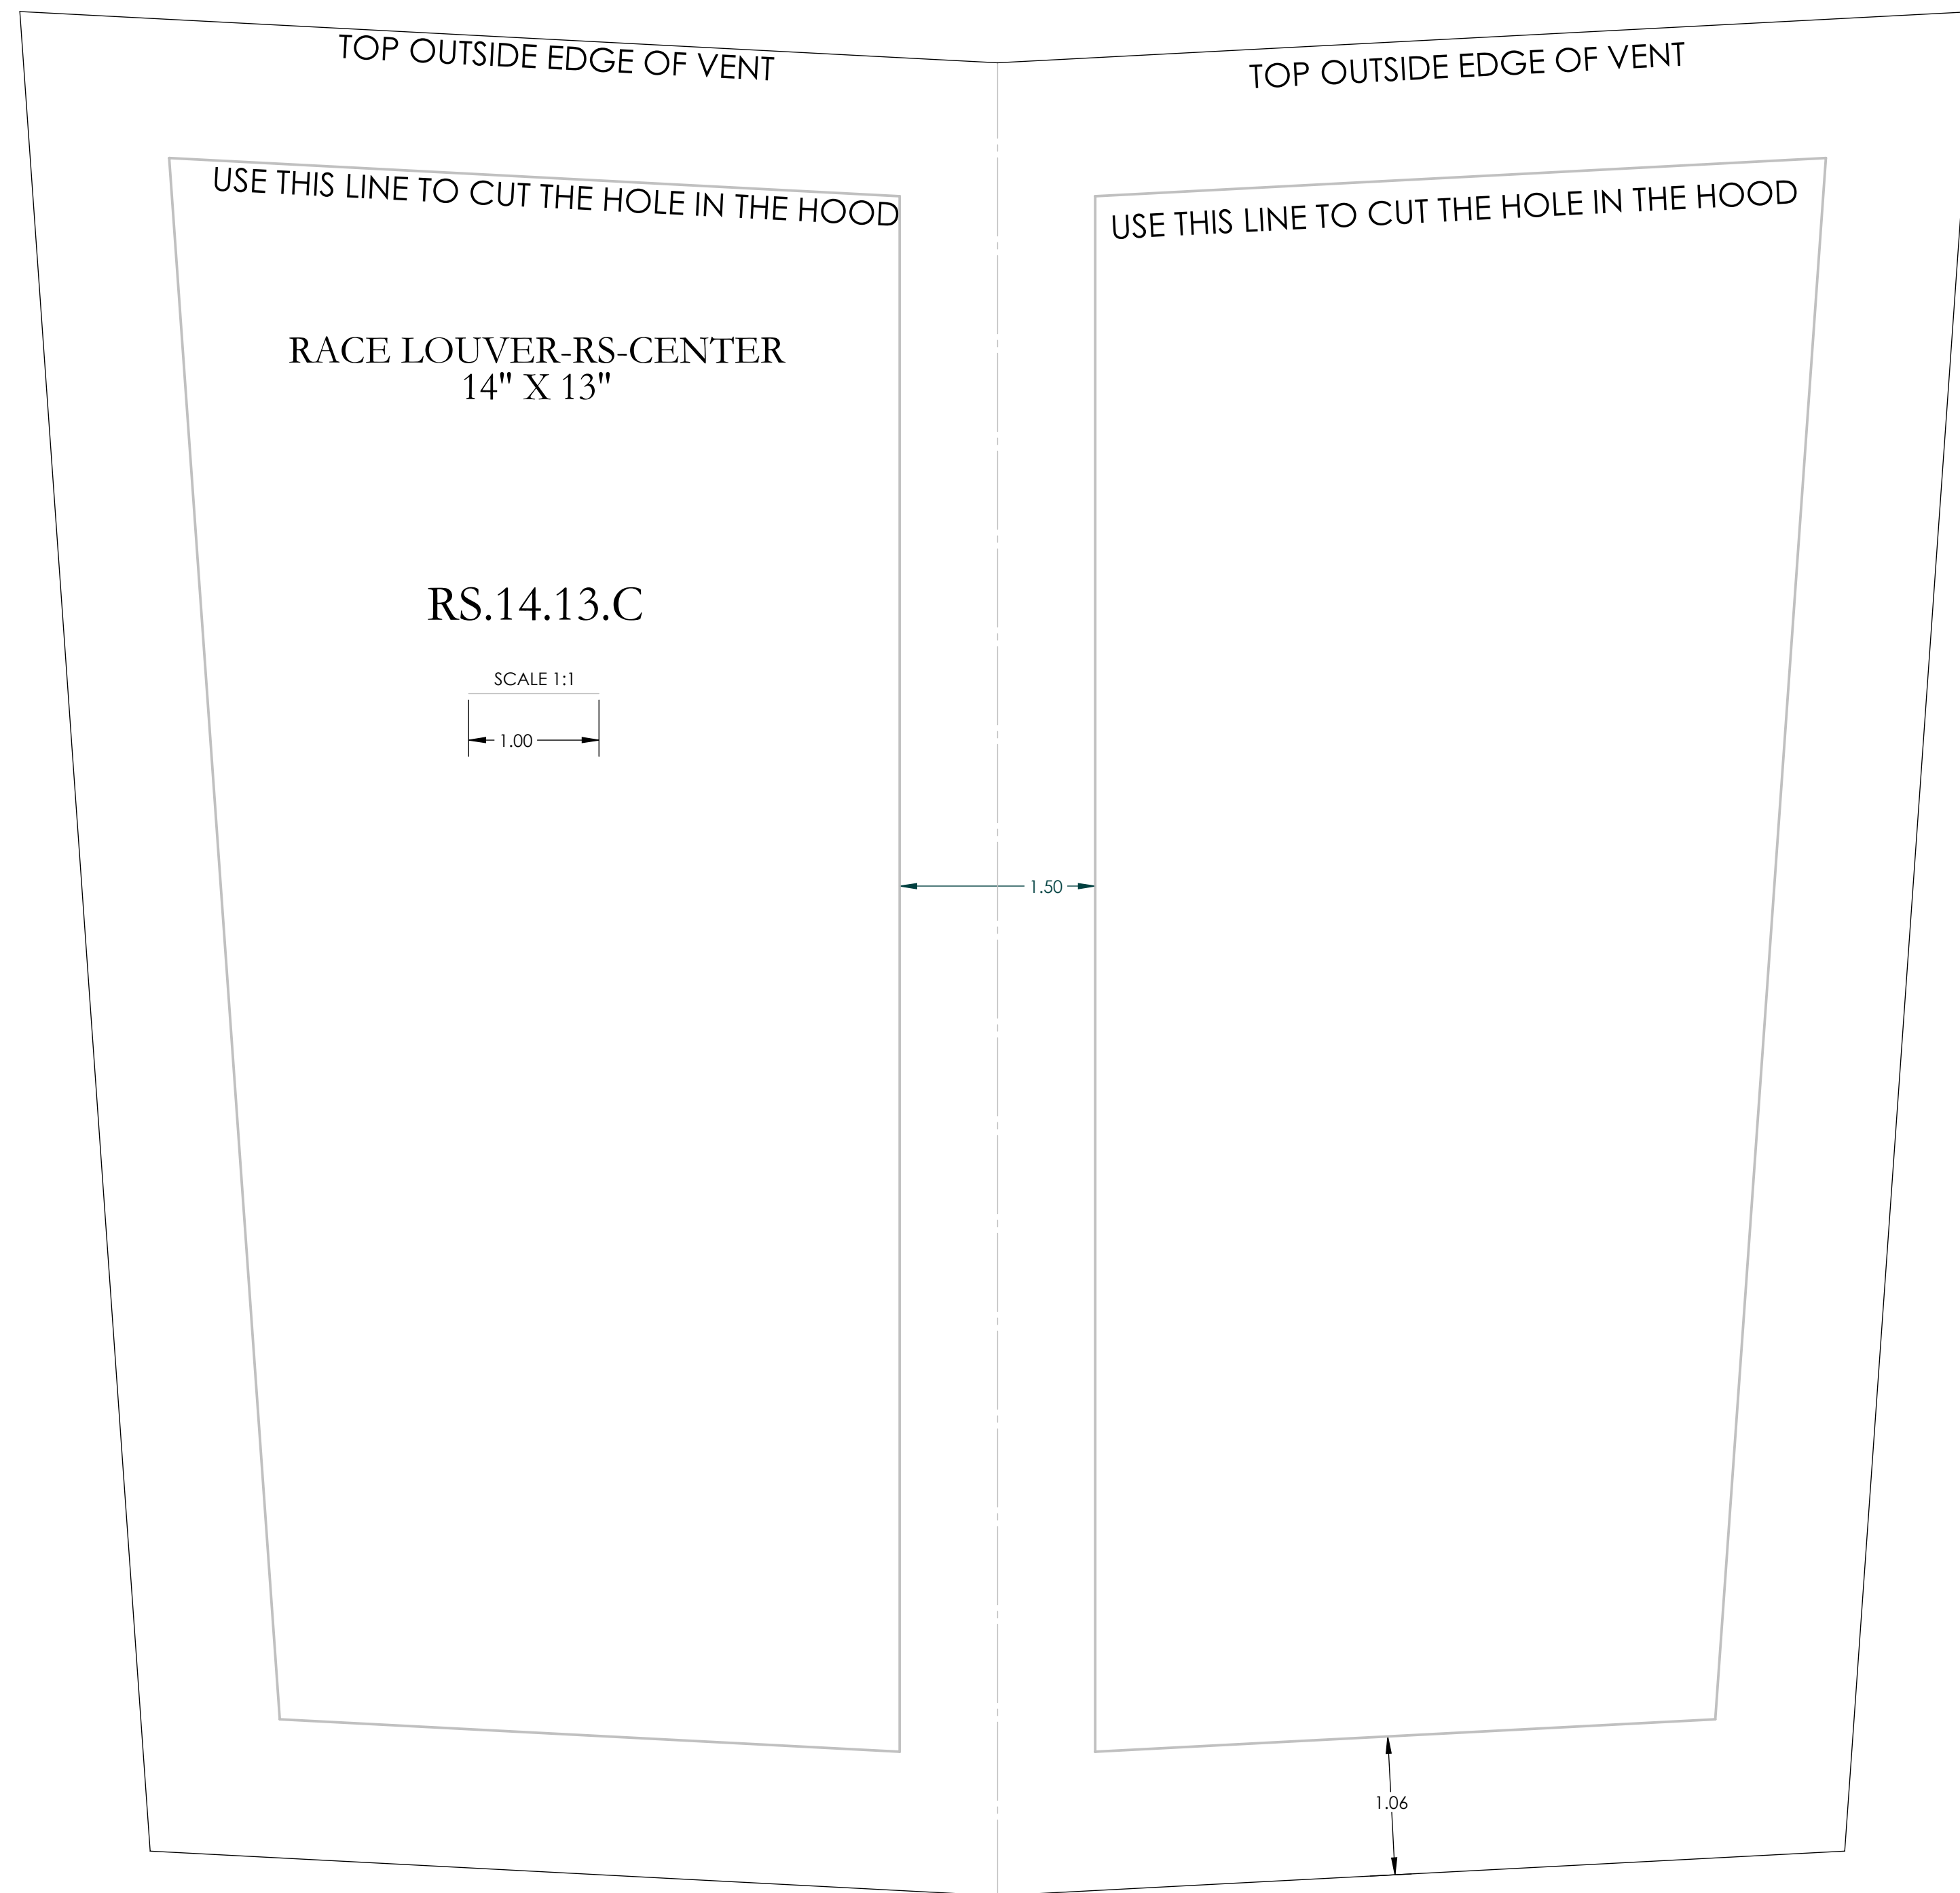 TOP OUTSIDE EDGE OF VENT
TOP OUTSIDE EDGE OF VENT
USE THIS LINE TO CUT THE HOLE IN THE HOOD
USE THIS LINE TO CUT THE HOLE IN THE HOOD
RACE LOUVER-RS-CENTER
14" X 13"
RS.14.13.C
SCALE 1:1
1.00
1.50
1.06